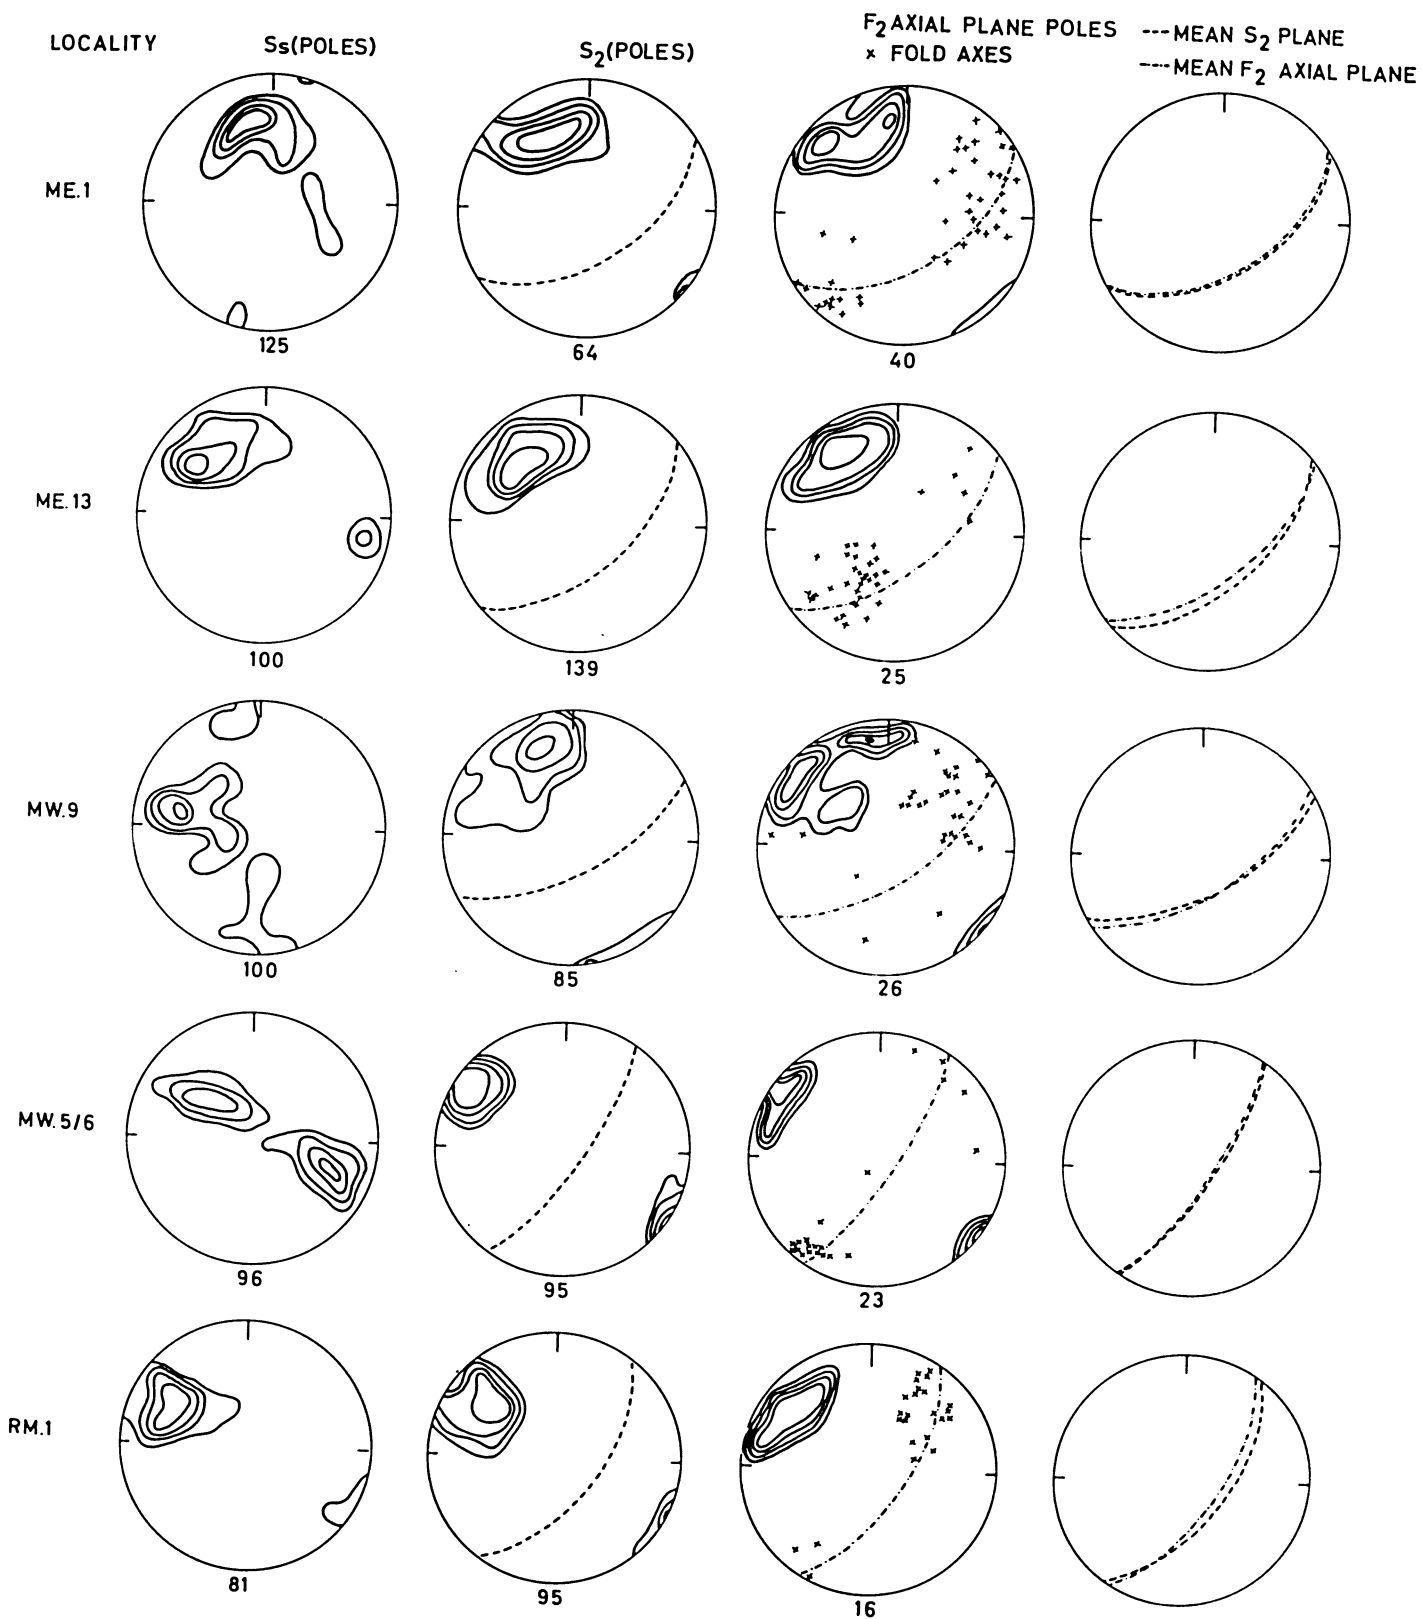 LOCALITY
Ss(POLES)
S2(POLES)
F2 AXIAL PLANE POLES
x FOLD AXES
---MEAN S2 PLANE
-·-·-MEAN F2 AXIAL PLANE
ME.1
125
64
40
ME.13
100
139
25
MW.9
100
85
26
MW.5/6
96
95
23
RM.1
81
95
16